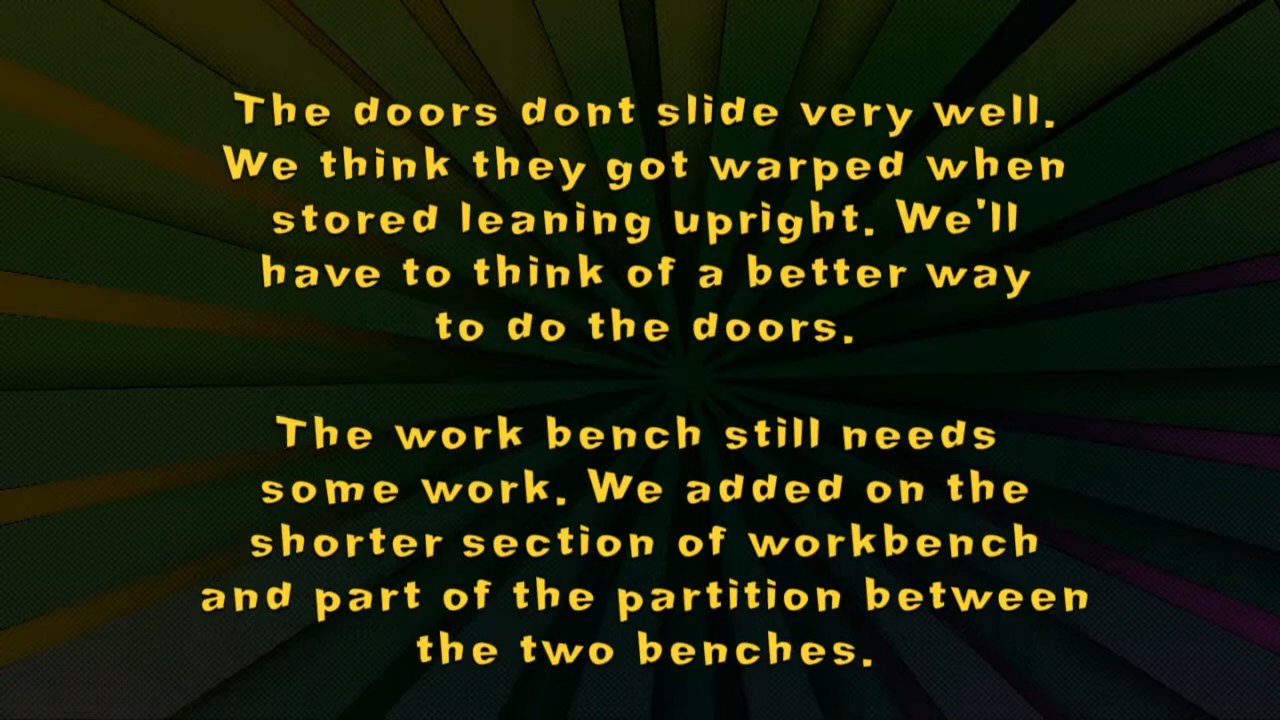 The doors dont slide very well.
We think they got warped when
stored leaning upright. We'll
have to think of a better way
to do the doors.
The work bench still needs
some work. We added on the
shorter section of workbench
and part of the partition between
the two benches.